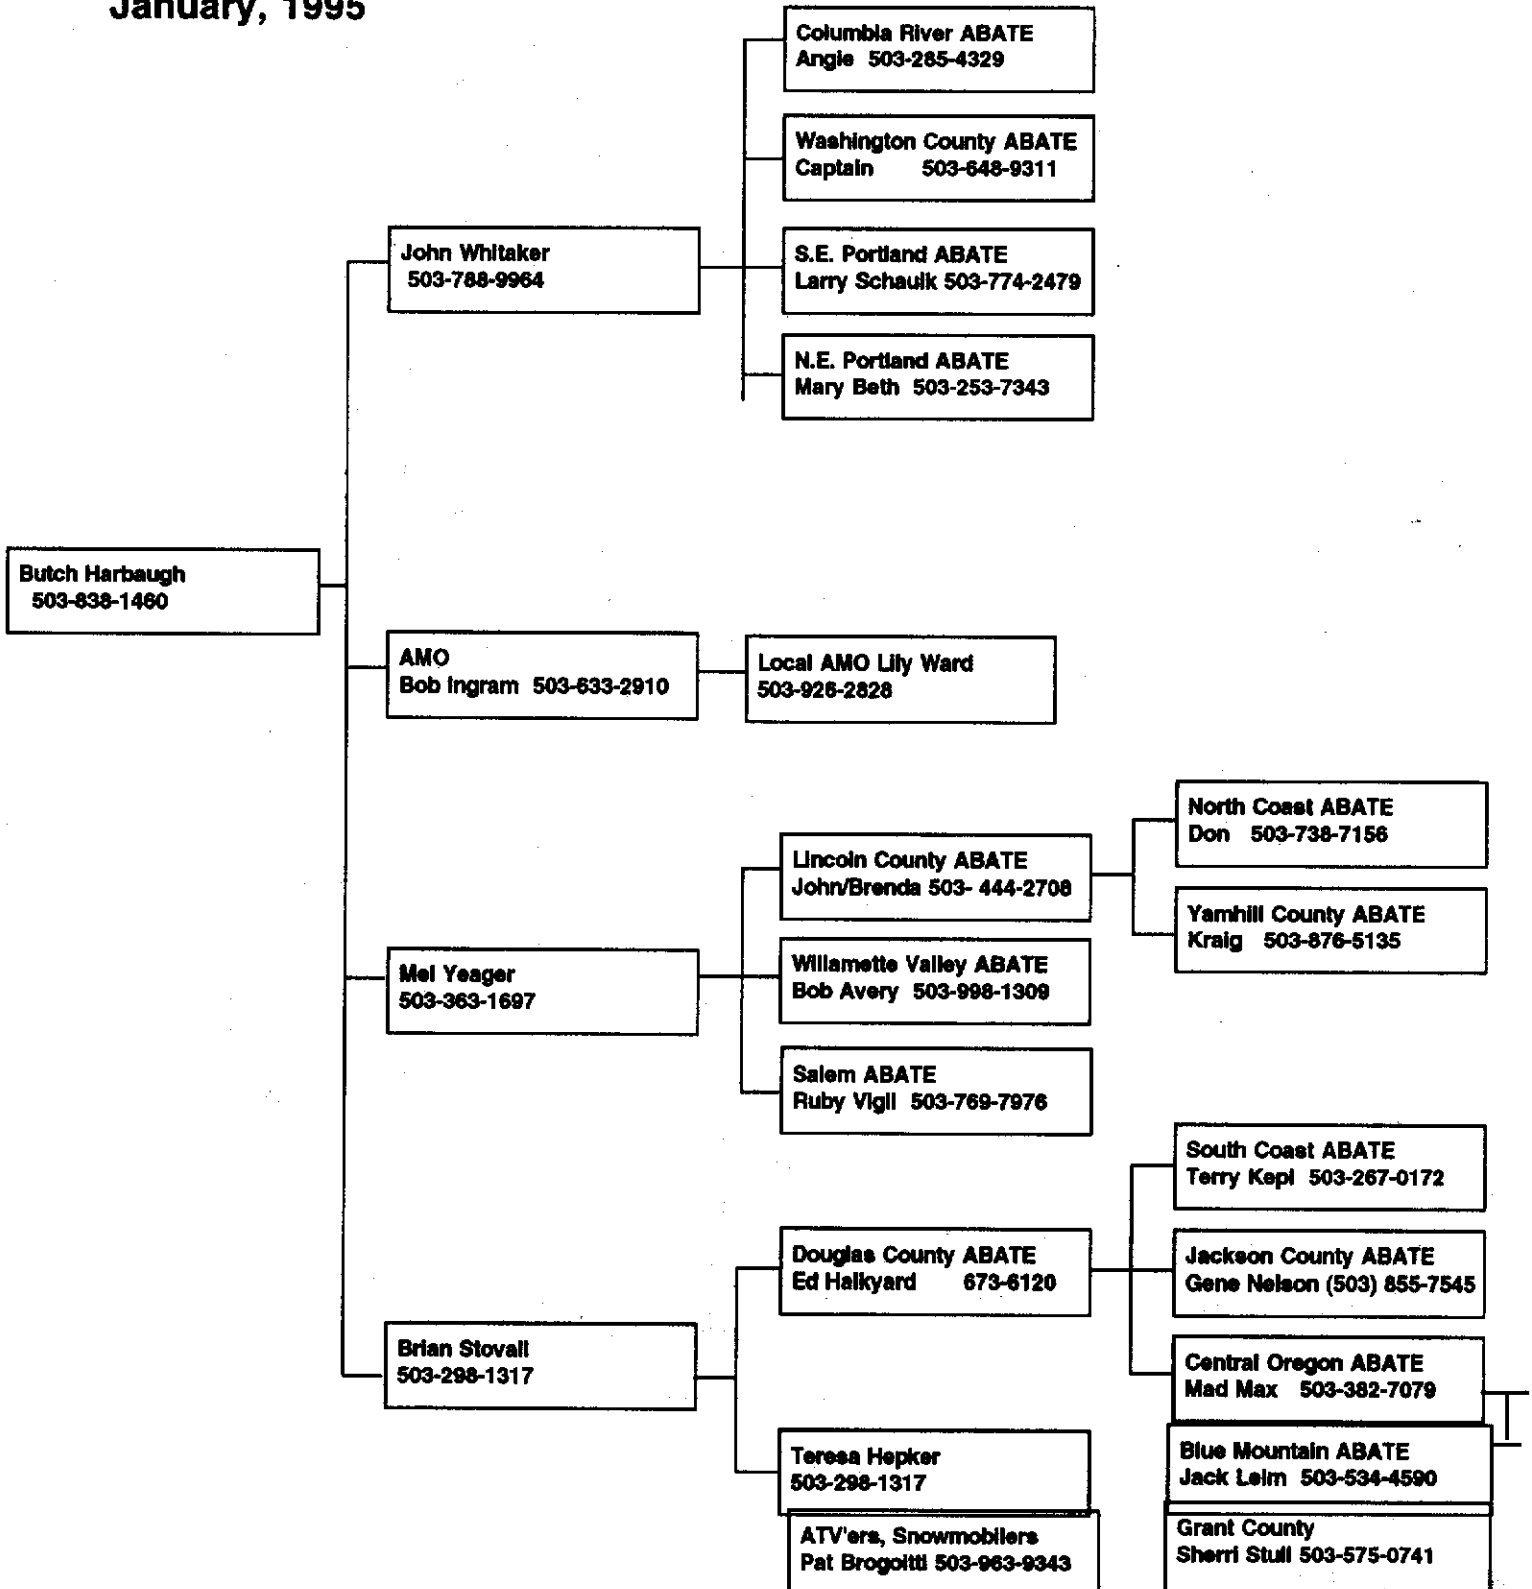 January, 1995
Columbia River ABATE
Angie 503-285-4329
Washington County ABATE
Captain 503-648-9311
John Whitaker
503-788-9964
S.E. Portland ABATE
Larry Schaulk 503-774-2479
N.E. Portland ABATE
Mary Beth 503-253-7343
Butch Harbaugh
503-838-1460
AMO
Bob Ingram 503-633-2910
Local AMO Lily Ward
503-926-2828
Lincoln County ABATE
John/Brenda 503- 444-2708
North Coast ABATE
Don 503-738-7156
Yamhill County ABATE
Kraig 503-876-5135
Mel Yeager
503-363-1697
Willamette Valley ABATE
Bob Avery 503-998-1309
Salem ABATE
Ruby Vigil 503-769-7976
South Coast ABATE
Terry Kepl 503-267-0172
Douglas County ABATE
Ed Halkyard 673-6120
Jackson County ABATE
Gene Nelson (503) 855-7545
Brian Stovall
503-298-1317
Central Oregon ABATE
Mad Max 503-382-7079
Teresa Hepker
503-298-1317
Blue Mountain ABATE
Jack Leim 503-534-4590
ATV'ers, Snowmobilers
Pat Brogoitti 503-963-9343
Grant County
Sherri Stull 503-575-0741